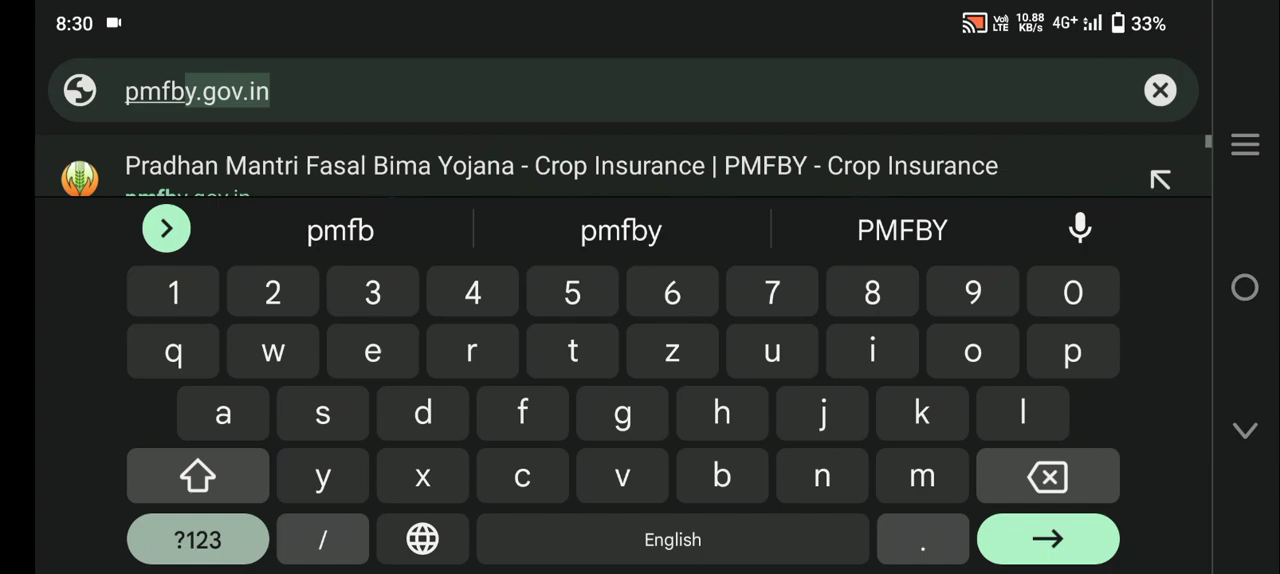 8:30 Vo) LTE 10.88 KB/s 4G+ 33%
pmfby.gov.in
Pradhan Mantri Fasal Bima Yojana - Crop Insurance | PMFBY - Crop Insurance
pmfby.gov.in
pmfb pmfby PMFBY
1 2 3 4 5 6 7 8 9 0
q w e r t z u i o p
a s d f g h j k l
y x c v b n m
?123 / English .